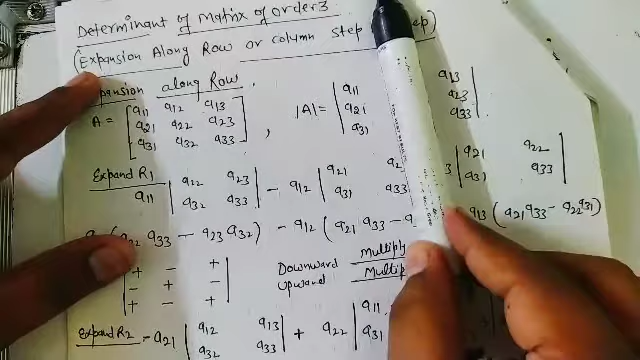 Determinant of Matrix of order 3
(Expansion Along Row or column step ep)
pansion along Row.
A = [a11 a12 a13
a21 a22 a23
a31 a32 a33] , |A| = |a11 a13
a21 a23
a31 a33|
Expand R1
a11 |a22 a23
a32 a33| - a12 |a21
a31 a33| |a21 a22
a31 a33|
a22 a33 - a23 a32) - a12 (a21 a33 - a13 (a21 a33 - a22 a31)
+ - +
- + -
+ - +
Downward Multiply
upward Multip
Expand R2 - a21 |a12 a13
a32 a33| + a22 |a11
a31